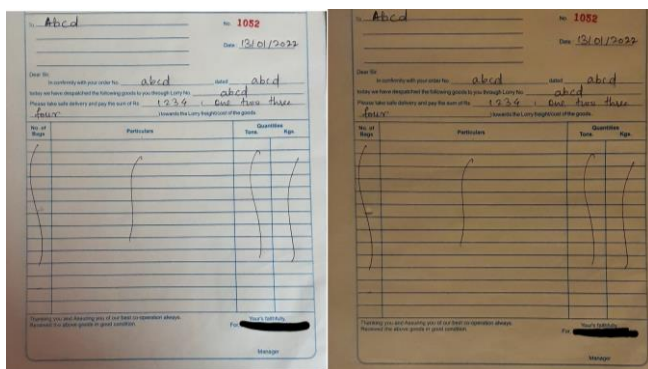 To Abcd
No. 1052
Date 13/01/2022
Dear Sir,
In conformity with your order No. abcd dated abcd
today we have despatched the following goods to you through Lorry No. abcd
Please take safe delivery and pay the sum of Rs. 1234, One two three
four, towards the Lorry freight/cost of the goods.
No. of Bags Particulars Quantities
Tons. Kgs.
Thanking you and Assuring you of our best co-operation always.
Received the above goods in good condition.
Your's faithfully,
For
Manager
To Abcd
No. 1052
Date 13/01/2022
Dear Sir,
In conformity with your order No. abcd dated abcd
today we have despatched the following goods to you through Lorry No. abcd
Please take safe delivery and pay the sum of Rs. 1234, One two three
four, towards the Lorry freight/cost of the goods.
No. of Bags Particulars Quantities
Tons. Kgs.
Thanking you and Assuring you of our best co-operation always.
Received the above goods in good condition.
Your's faithfully,
For
Manager